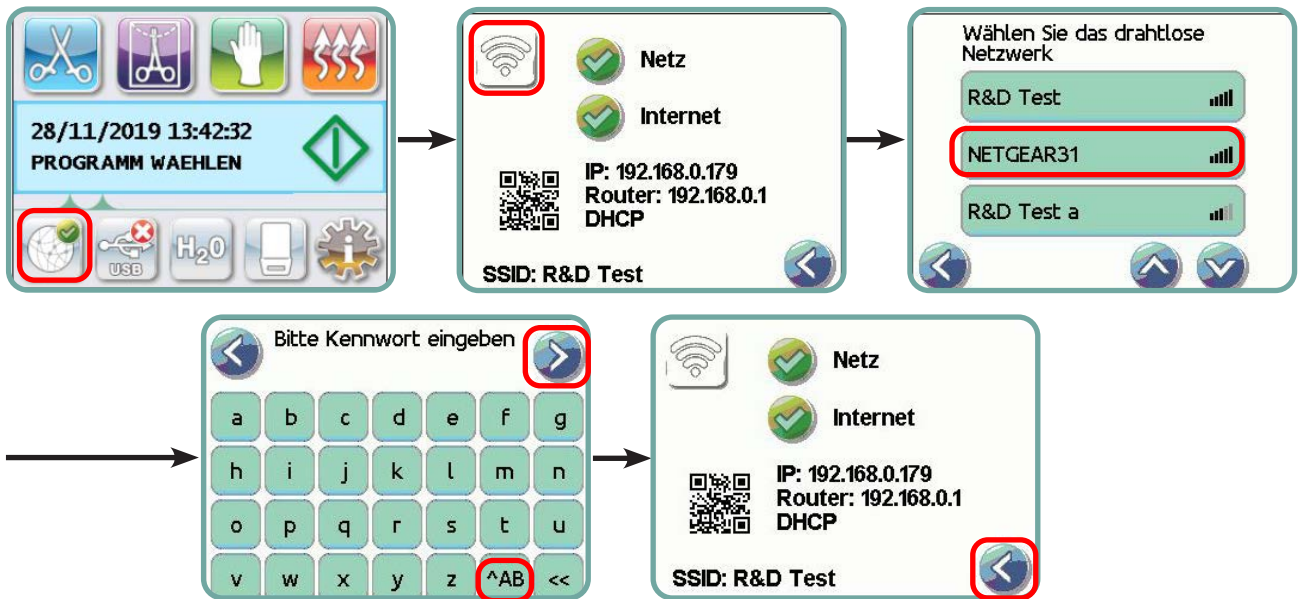 28/11/2019 13:42:32
PROGRAMM WAEHLEN
USB
H2O
Netz
Internet
IP: 192.168.0.179
Router: 192.168.0.1
DHCP
SSID: R&D Test
Wählen Sie das drahtlose
Netzwerk
R&D Test
NETGEAR31
R&D Test a
Bitte Kennwort eingeben
a b c d e f g
h i j k l m n
o p q r s t u
v w x y z ^AB <<
Netz
Internet
IP: 192.168.0.179
Router: 192.168.0.1
DHCP
SSID: R&D Test